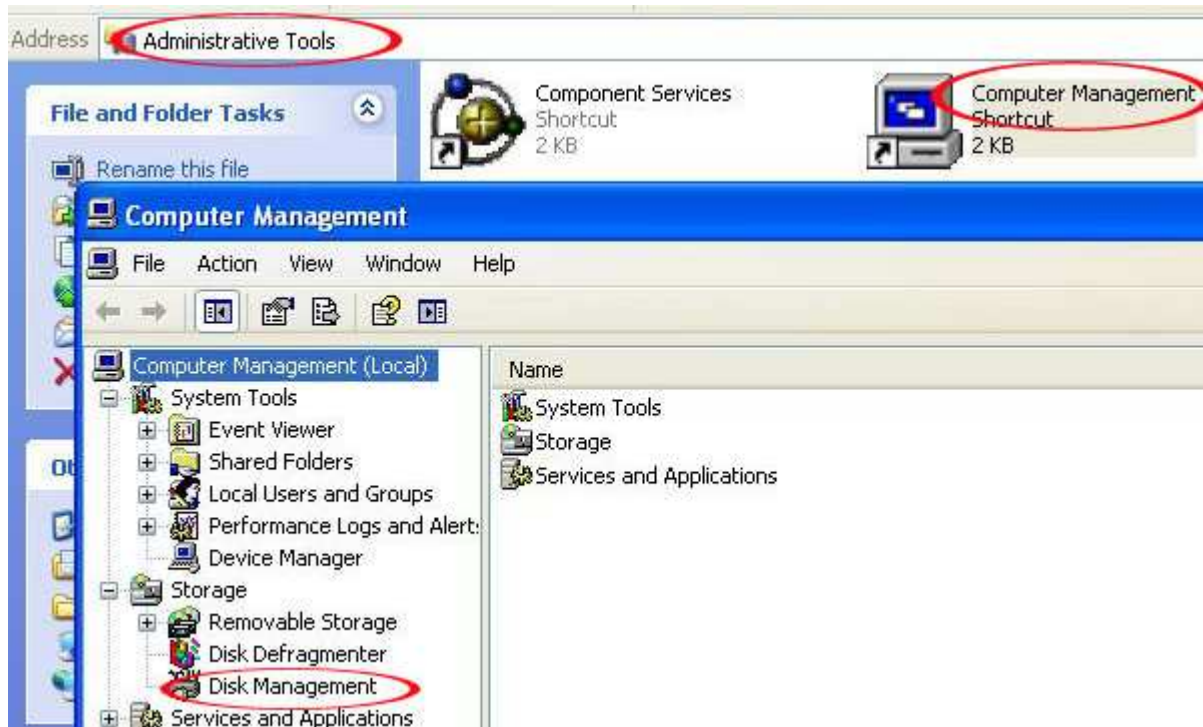 Address Administrative Tools
File and Folder Tasks
Rename this file
Component Services
Shortcut
2 KB
Computer Management
Shortcut
2 KB
Computer Management
File Action View Window Help
Computer Management (Local)
System Tools
Event Viewer
Shared Folders
Local Users and Groups
Performance Logs and Alert
Device Manager
Storage
Removable Storage
Disk Defragmenter
Disk Management
Services and Applications
Name
System Tools
Storage
Services and Applications